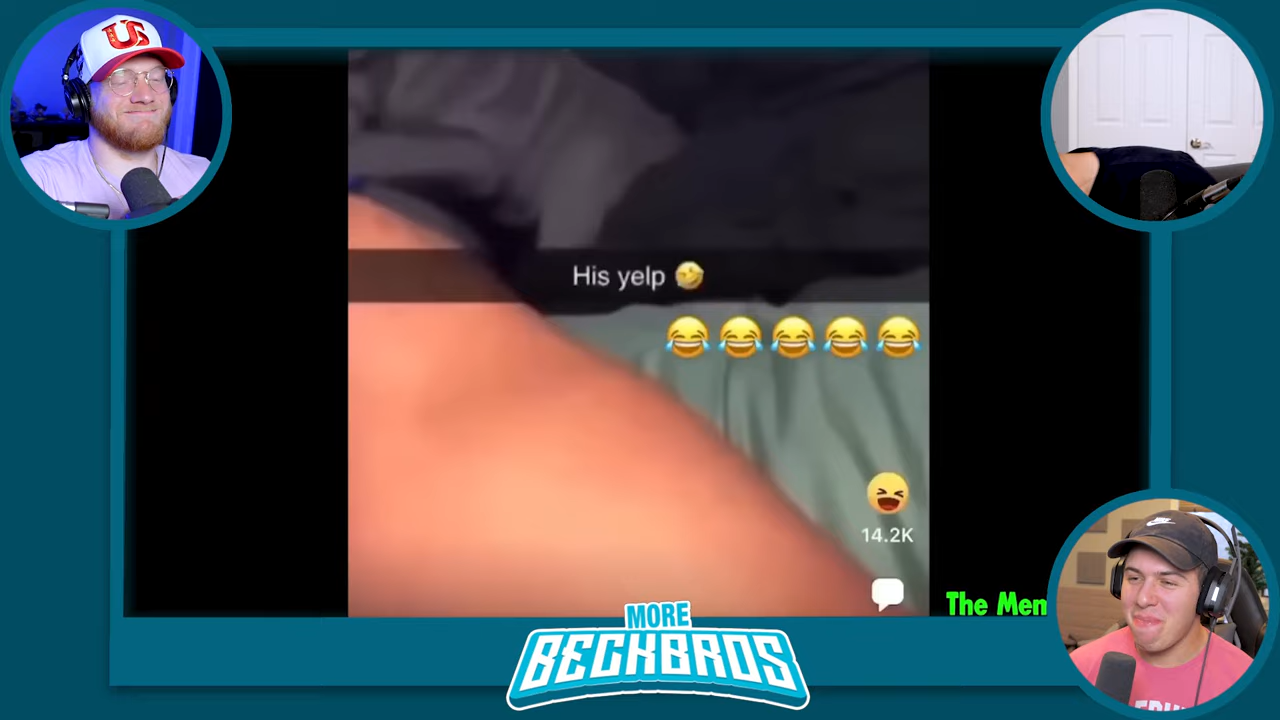 US
His yelp 🤣
😂😂😂😂😂
14.2K
The Men
MORE
BECKBROS